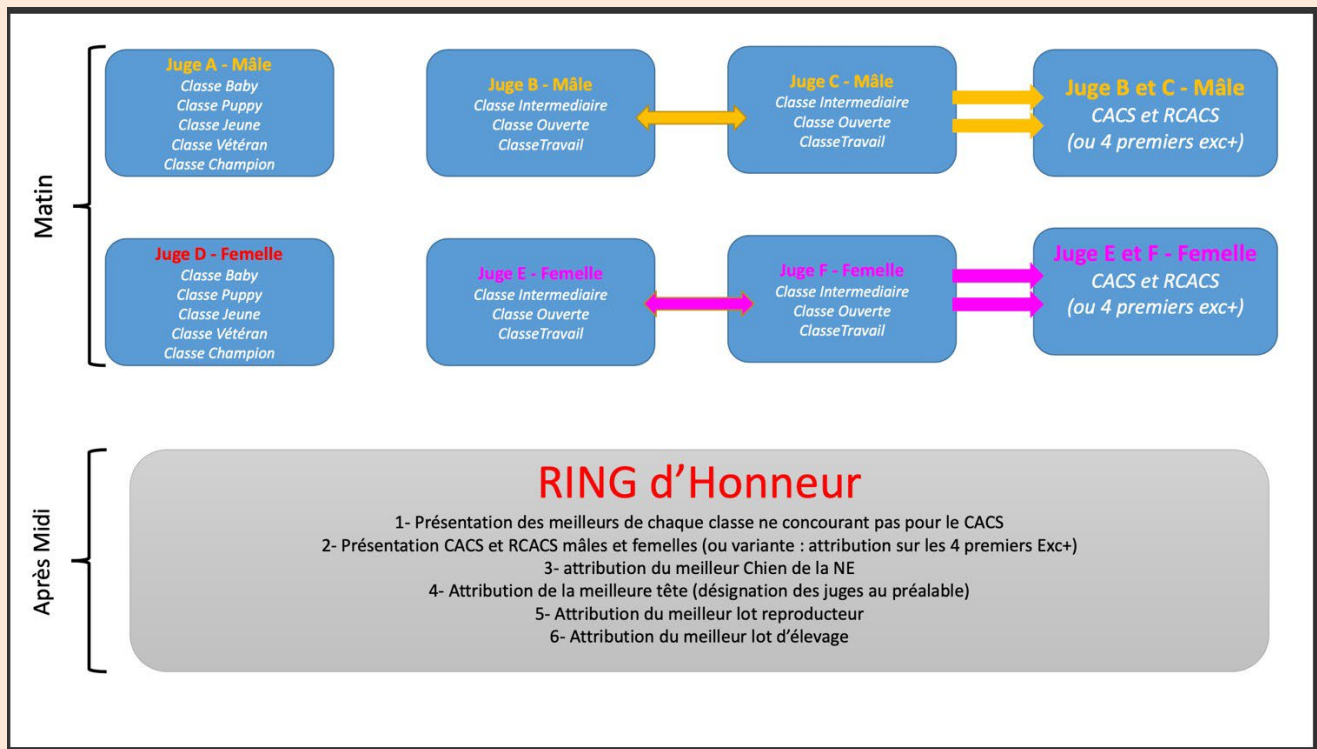 Matin
Juge A - Mâle
Classe Baby
Classe Puppy
Classe Jeune
Classe Vétéran
Classe Champion
Juge B - Mâle
Classe Intermediaire
Classe Ouverte
ClasseTravail
Juge C - Mâle
Classe Intermediaire
Classe Ouverte
ClasseTravail
Juge B et C - Mâle
CACS et RCACS
(ou 4 premiers exc+)
Juge D - Femelle
Classe Baby
Classe Puppy
Classe Jeune
Classe Vétéran
Classe Champion
Juge E - Femelle
Classe Intermediaire
Classe Ouverte
ClasseTravail
Juge F - Femelle
Classe Intermediaire
Classe Ouverte
ClasseTravail
Juge E et F - Femelle
CACS et RCACS
(ou 4 premiers exc+)
Après Midi
RING d’Honneur
1- Présentation des meilleurs de chaque classe ne concourant pas pour le CACS
2- Présentation CACS et RCACS mâles et femelles (ou variante : attribution sur les 4 premiers Exc+)
3- attribution du meilleur Chien de la NE
4- Attribution de la meilleure tête (désignation des juges au préalable)
5- Attribution du meilleur lot reproducteur
6- Attribution du meilleur lot d’élevage